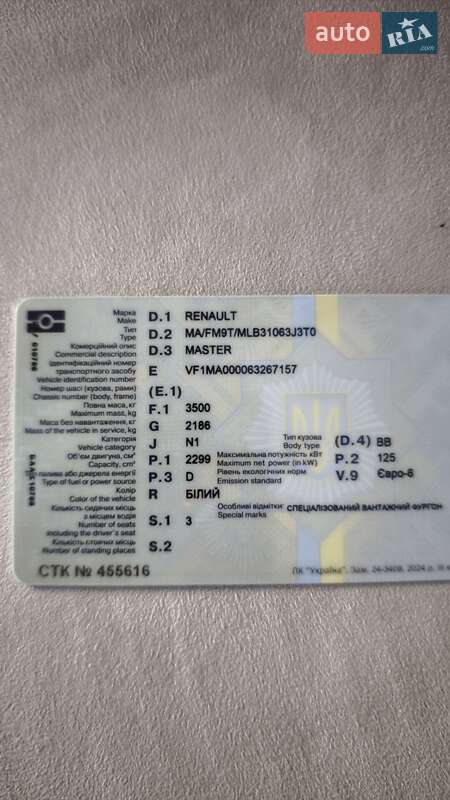 auto RIA .com
Марка
Make D.1 RENAULT
Тип
Type D.2 MA/FM9T/MLB31063J3T0
Комерційний опис
Commercial description D.3 MASTER
Ідентифікаційний номер
транспортного засобу E VF1MA000063267157
Vehicle identification number
Номер шасі (кузова, рами) (E.1)
Chassis number (body, frame)
Повна маса, кг F.1 3500
Maximum mass, kg
Маса без навантаження, кг G 2186
Mass of the vehicle in service, kg
Категорія J N1 Тип кузова (D.4) BB
Vehicle category Body type
Об'єм двигуна, см³ P.1 2299 Максимальна потужність кВт P.2 125
Capacity, cm³ Maximum net power (in kW)
палива або джерела енергії P.3 D Рівень екологічних норм V.9 Євро-6
Type of fuel or power source Emission standard
Колір R БІЛИЙ
Color of the vehicle
Кількість сидячих місць Особливі відмітки СПЕЦІАЛІЗОВАНИЙ ВАНТАЖНИЙ ФУРГОН
з місцем водія S.1 3 Special marks
Number of seats
including the driver's seat
Кількість стоячих місць S.2
Number of standing places
СТК № 455616
ПК "Україна". Зам. 24-3409. 2024 р.